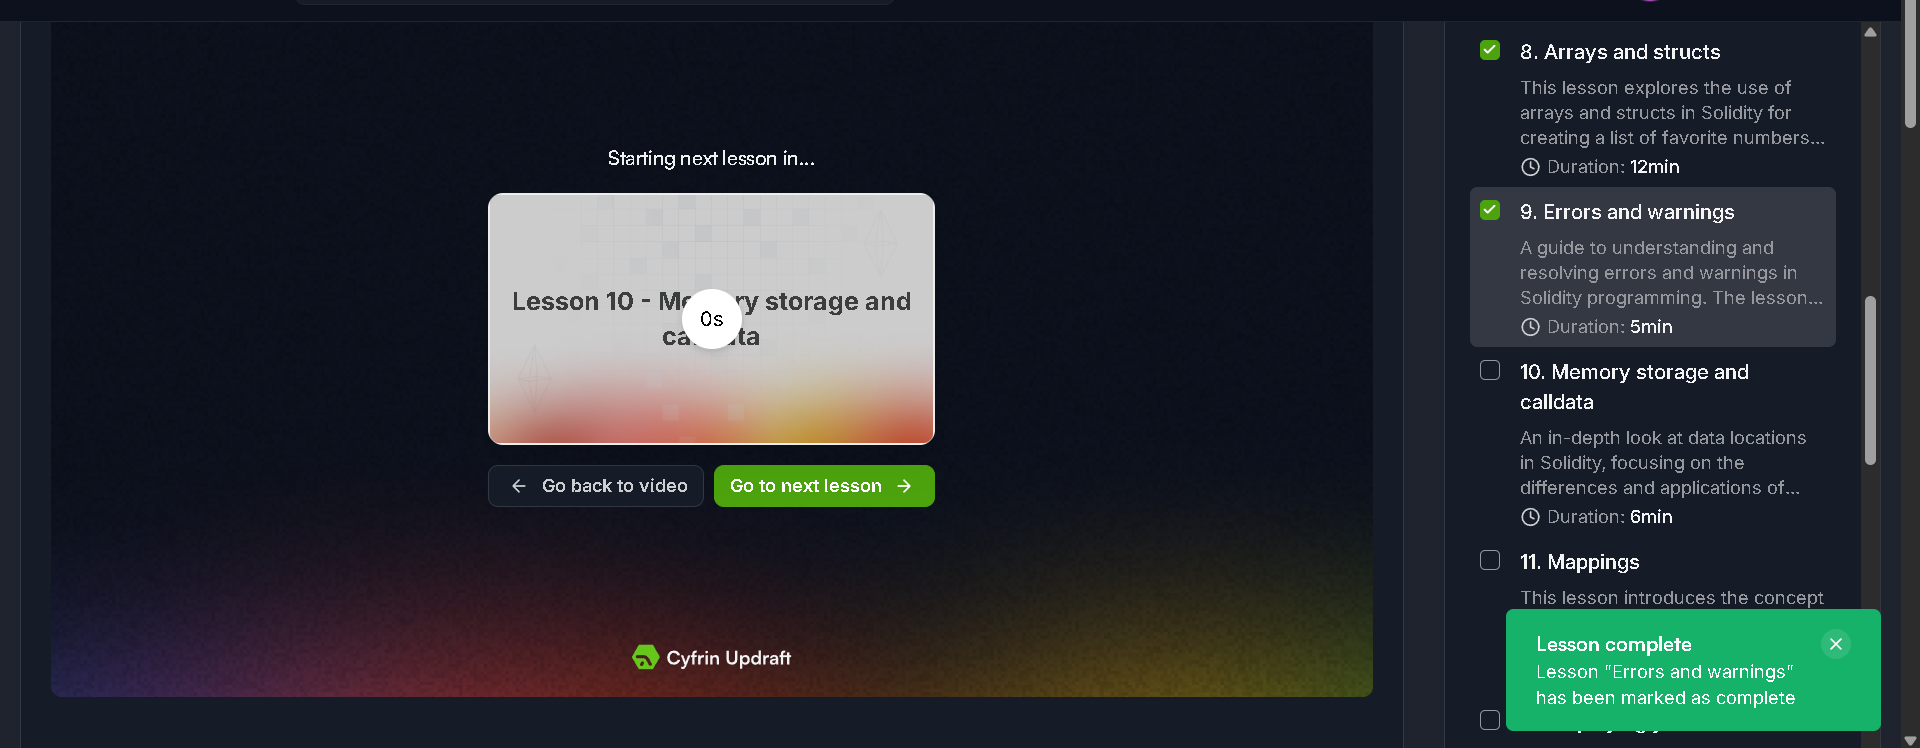 Starting next lesson in...
Lesson 10 - Me ry storage and
ca ta
0s
Go back to video
Go to next lesson
Cyfrin Updraft
8. Arrays and structs
This lesson explores the use of
arrays and structs in Solidity for
creating a list of favorite numbers...
Duration: 12min
9. Errors and warnings
A guide to understanding and
resolving errors and warnings in
Solidity programming. The lesson...
Duration: 5min
10. Memory storage and
calldata
An in-depth look at data locations
in Solidity, focusing on the
differences and applications of...
Duration: 6min
11. Mappings
This lesson introduces the concept
Lesson complete
Lesson "Errors and warnings"
has been marked as complete